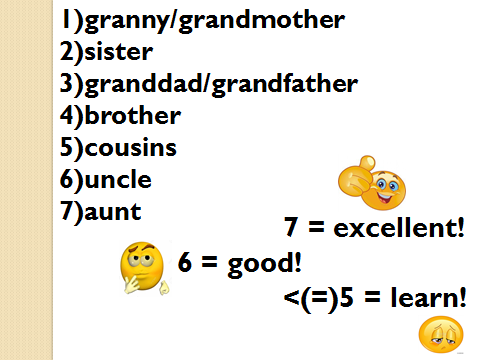 1)granny/grandmother
2)sister
3)granddad/grandfather
4)brother
5)cousins
6)uncle
7)aunt
7 = excellent!
6 = good!
<(=)5 = learn!